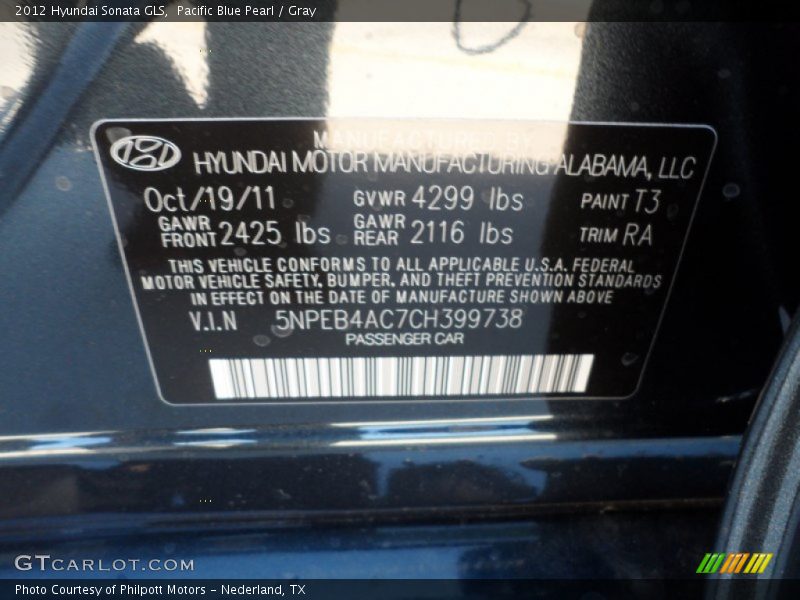 2012 Hyundai Sonata GLS,  Pacific Blue Pearl / Gray
MANUFACTURED BY
HYUNDAI MOTOR MANUFACTURING ALABAMA, LLC
Oct/19/11 GVWR 4299 lbs PAINT T3
GAWR FRONT 2425 lbs GAWR REAR 2116 lbs TRIM RA
THIS VEHICLE CONFORMS TO ALL APPLICABLE U.S.A. FEDERAL
MOTOR VEHICLE SAFETY, BUMPER, AND THEFT PREVENTION STANDARDS
IN EFFECT ON THE DATE OF MANUFACTURE SHOWN ABOVE
V.I.N 5NPEB4AC7CH399738
PASSENGER CAR
GTCARLOT.COM
Photo Courtesy of Philpott Motors - Nederland, TX